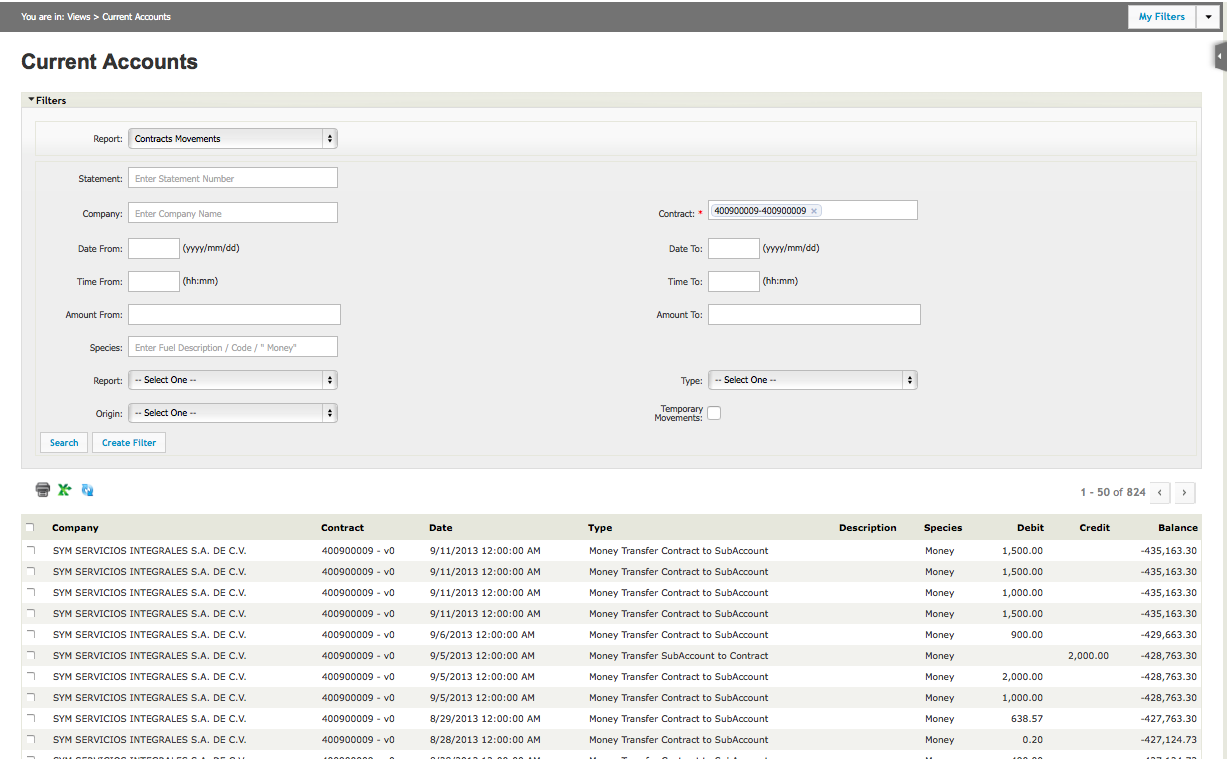 You are in: Views > Current Accounts
My Filters
Current Accounts
Filters
Report: Contracts Movements
Statement: Enter Statement Number
Company: Enter Company Name Contract: * 400900009-400900009 ×
Date From: (yyyy/mm/dd) Date To: (yyyy/mm/dd)
Time From: (hh:mm) Time To: (hh:mm)
Amount From: Amount To:
Species: Enter Fuel Description / Code / " Money"
Report: -- Select One -- Type: -- Select One --
Origin: -- Select One -- Temporary Movements:
Search Create Filter
1 - 50 of 824 ‹ ›
Company Contract Date Type Description Species Debit Credit Balance
SYM SERVICIOS INTEGRALES S.A. DE C.V. 400900009 - v0 9/11/2013 12:00:00 AM Money Transfer Contract to SubAccount Money 1,500.00 -435,163.30
SYM SERVICIOS INTEGRALES S.A. DE C.V. 400900009 - v0 9/11/2013 12:00:00 AM Money Transfer Contract to SubAccount Money 1,500.00 -435,163.30
SYM SERVICIOS INTEGRALES S.A. DE C.V. 400900009 - v0 9/11/2013 12:00:00 AM Money Transfer Contract to SubAccount Money 1,000.00 -435,163.30
SYM SERVICIOS INTEGRALES S.A. DE C.V. 400900009 - v0 9/11/2013 12:00:00 AM Money Transfer Contract to SubAccount Money 1,500.00 -435,163.30
SYM SERVICIOS INTEGRALES S.A. DE C.V. 400900009 - v0 9/6/2013 12:00:00 AM Money Transfer Contract to SubAccount Money 900.00 -429,663.30
SYM SERVICIOS INTEGRALES S.A. DE C.V. 400900009 - v0 9/5/2013 12:00:00 AM Money Transfer SubAccount to Contract Money 2,000.00 -428,763.30
SYM SERVICIOS INTEGRALES S.A. DE C.V. 400900009 - v0 9/5/2013 12:00:00 AM Money Transfer Contract to SubAccount Money 2,000.00 -428,763.30
SYM SERVICIOS INTEGRALES S.A. DE C.V. 400900009 - v0 9/5/2013 12:00:00 AM Money Transfer Contract to SubAccount Money 1,000.00 -428,763.30
SYM SERVICIOS INTEGRALES S.A. DE C.V. 400900009 - v0 8/29/2013 12:00:00 AM Money Transfer Contract to SubAccount Money 638.57 -427,763.30
SYM SERVICIOS INTEGRALES S.A. DE C.V. 400900009 - v0 8/28/2013 12:00:00 AM Money Transfer Contract to SubAccount Money 0.20 -427,124.73